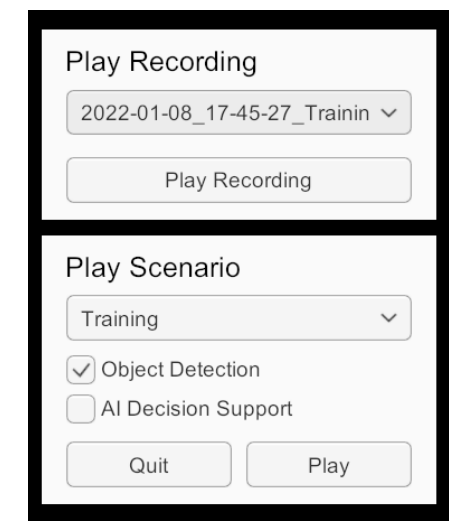 Play Recording
2022-01-08_17-45-27_Trainin
Play Recording
Play Scenario
Training
Object Detection
AI Decision Support
Quit Play